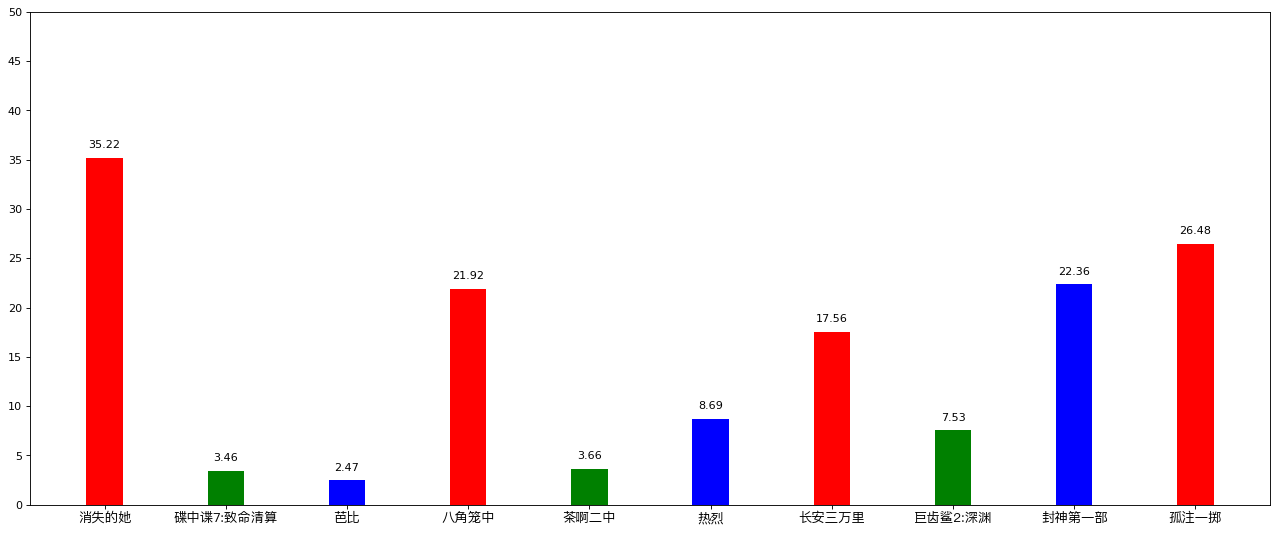 50
45
40
35
30
25
20
15
10
5
0
35.22
3.46
2.47
21.92
3.66
8.69
17.56
7.53
22.36
26.48
消失的她
碟中谍7:致命清算
芭比
八角笼中
茶啊二中
热烈
长安三万里
巨齿鲨2:深渊
封神第一部
孤注一掷